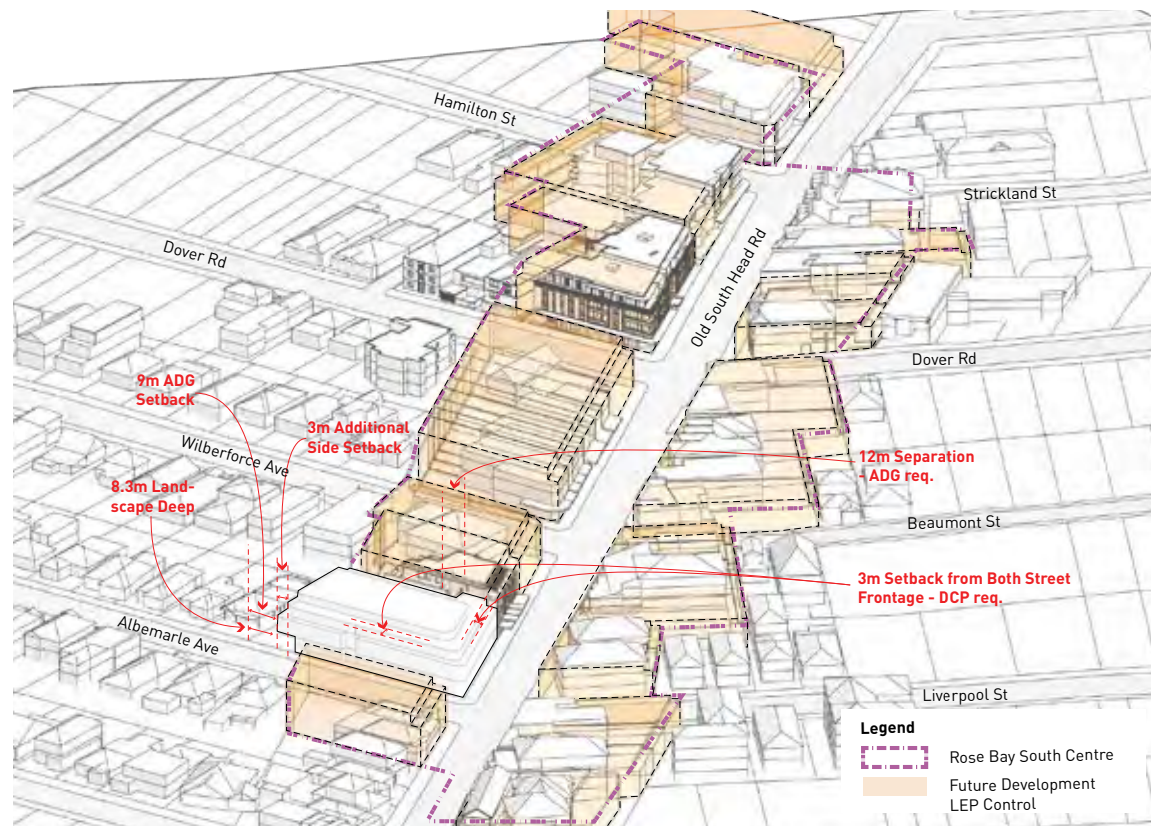 Hamilton St
Strickland St
Dover Rd
Old South Head Rd
Dover Rd
9m ADG
Setback
3m Additional
Side Setback
Wilberforce Ave
12m Separation
- ADG req.
8.3m Land-
scape Deep
Beaumont St
3m Setback from Both Street
Frontage - DCP req.
Albemarle Ave
Liverpool St
Legend
Rose Bay South Centre
Future Development
LEP Control